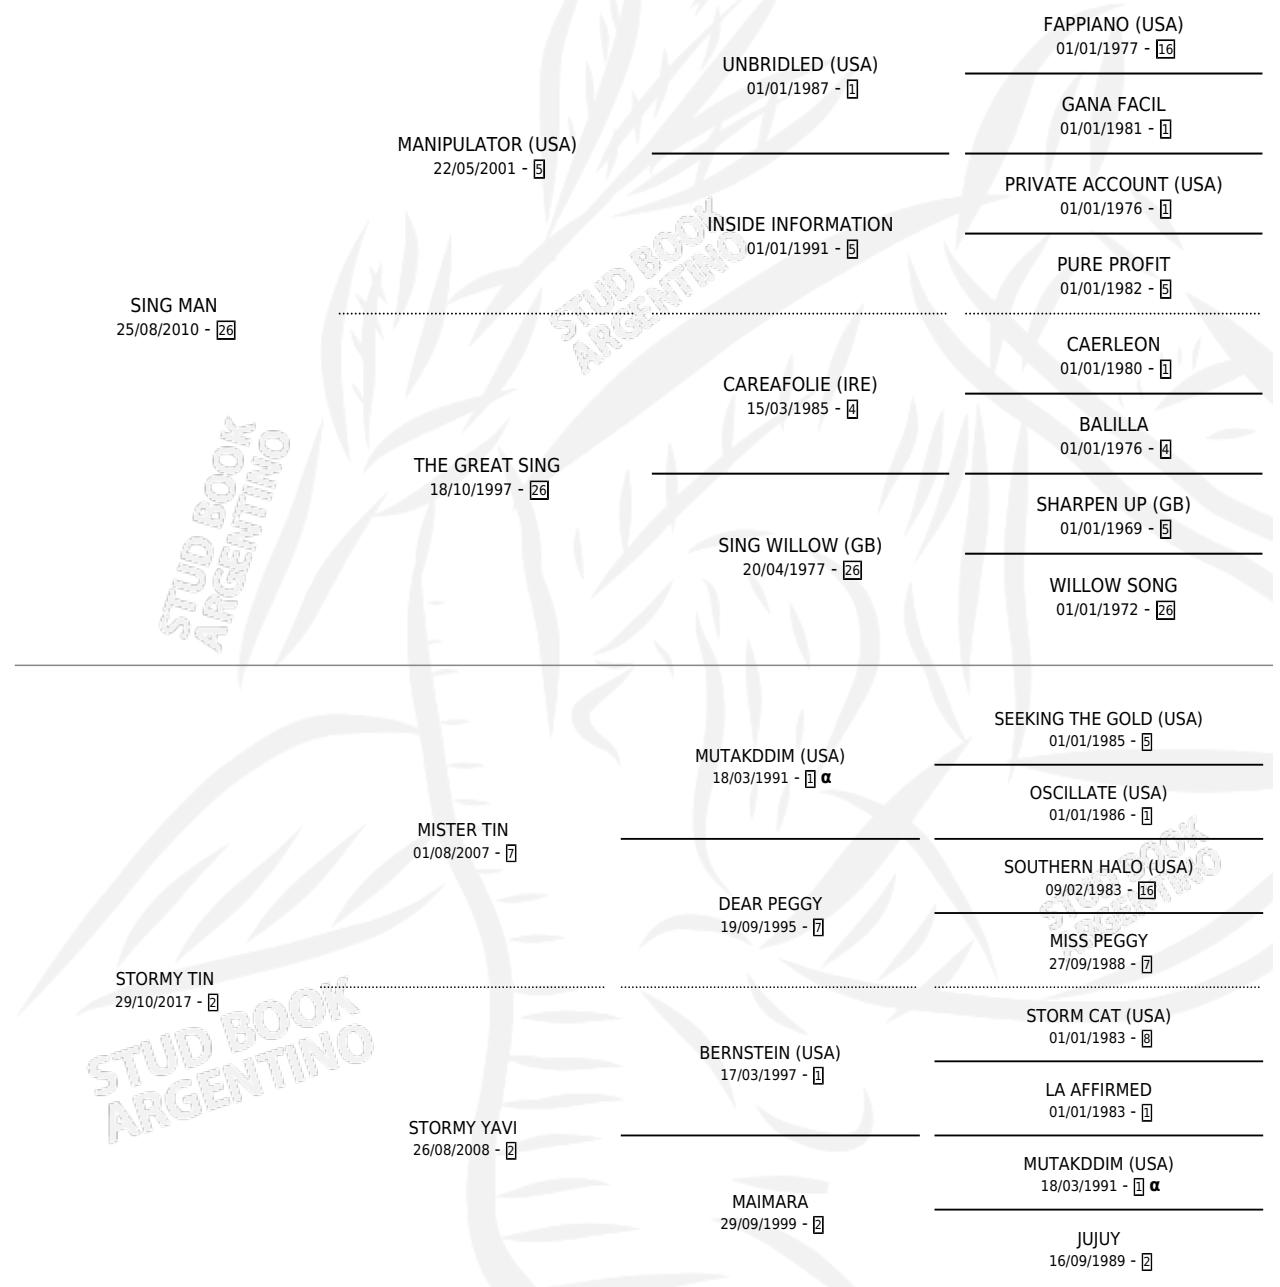 FAPPIANO (USA)
01/01/1977 - 16
UNBRIDLED (USA)
01/01/1987 - 1
GANA FACIL
01/01/1981 - 1
MANIPULATOR (USA)
22/05/2001 - 5
PRIVATE ACCOUNT (USA)
01/01/1976 - 1
INSIDE INFORMATION
01/01/1991 - 5
PURE PROFIT
01/01/1982 - 5
SING MAN
25/08/2010 - 26
STUD BOOK
ARGENTINO
CAERLEON
01/01/1980 - 1
CAREAFOLIE (IRE)
15/03/1985 - 4
BALILLA
01/01/1976 - 4
THE GREAT SING
18/10/1997 - 26
SHARPEN UP (GB)
01/01/1969 - 5
SING WILLOW (GB)
20/04/1977 - 26
WILLOW SONG
01/01/1972 - 26
STUD BOOK
ARGENTINO
SEEKING THE GOLD (USA)
01/01/1985 - 5
MUTAKDDIM (USA)
18/03/1991 - 1 α
OSCILLATE (USA)
01/01/1986 - 1
MISTER TIN
01/08/2007 - 7
SOUTHERN HALO (USA)
09/02/1983 - 16
DEAR PEGGY
19/09/1995 - 7
MISS PEGGY
27/09/1988 - 7
STUD BOOK
ARGENTINO
STORMY TIN
29/10/2017 - 2
STUD BOOK
ARGENTINO
STORM CAT (USA)
01/01/1983 - 8
BERNSTEIN (USA)
17/03/1997 - 1
LA AFFIRMED
01/01/1983 - 1
STORMY YAVI
26/08/2008 - 2
MUTAKDDIM (USA)
18/03/1991 - 1 α
MAIMARA
29/09/1999 - 2
JUJUY
16/09/1989 - 2